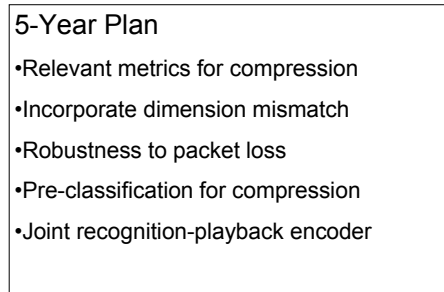 5-Year Plan
•Relevant metrics for compression
•Incorporate dimension mismatch
•Robustness to packet loss
•Pre-classification for compression
•Joint recognition-playback encoder